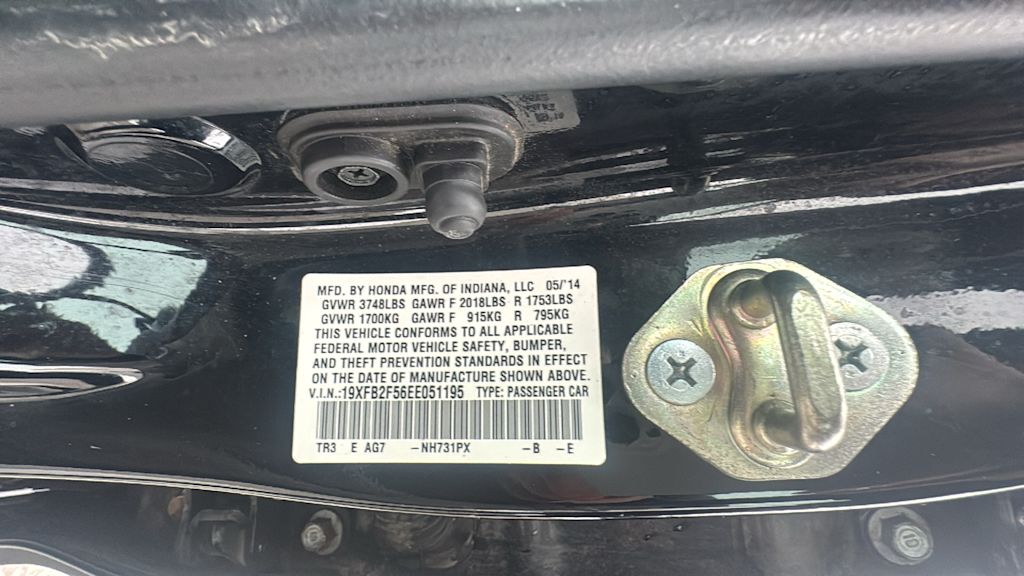 MFD. BY HONDA MFG. OF INDIANA, LLC 05/'14
GVWR 3748LBS GAWR F 2018LBS R 1753LBS
GVWR 1700KG GAWR F 915KG R 795KG
THIS VEHICLE CONFORMS TO ALL APPLICABLE
FEDERAL MOTOR VEHICLE SAFETY, BUMPER,
AND THEFT PREVENTION STANDARDS IN EFFECT
ON THE DATE OF MANUFACTURE SHOWN ABOVE.
V.I.N.:19XFB2F56EE051195 TYPE: PASSENGER CAR
TR3 E AG7 -NH731PX -B -E